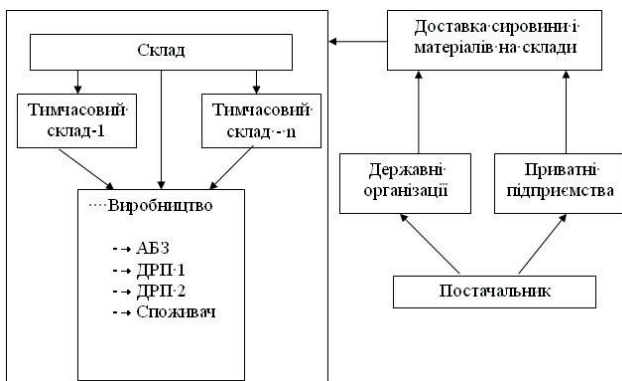 Склад
Тимчасовий
склад-1
Тимчасовий
склад - n
Виробництво
АБЗ
ДРП 1
ДРП 2
Споживач
Доставка сировини і
матеріалів на склади
Державні
організації
Приватні
підприємства
Постачальник